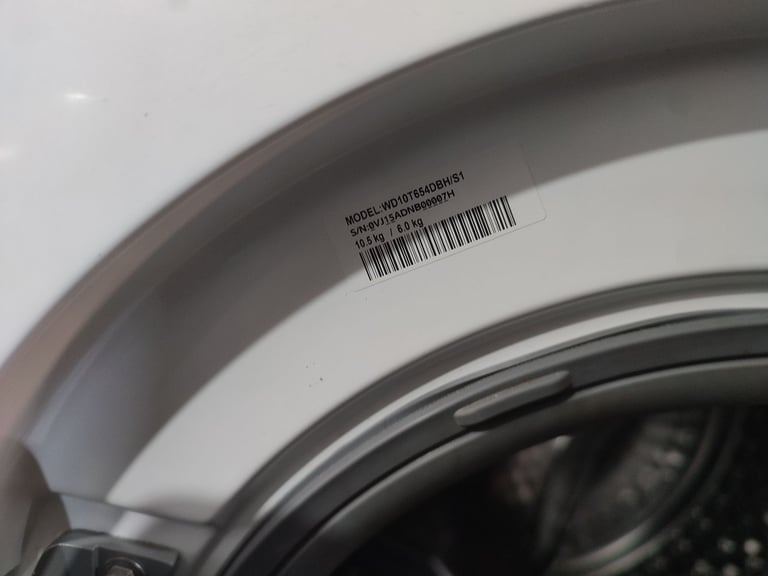 MODEL:WD10T654DBH/S1
S/N:0VJ15ADNB00007H
10.5 kg / 6.0 kg